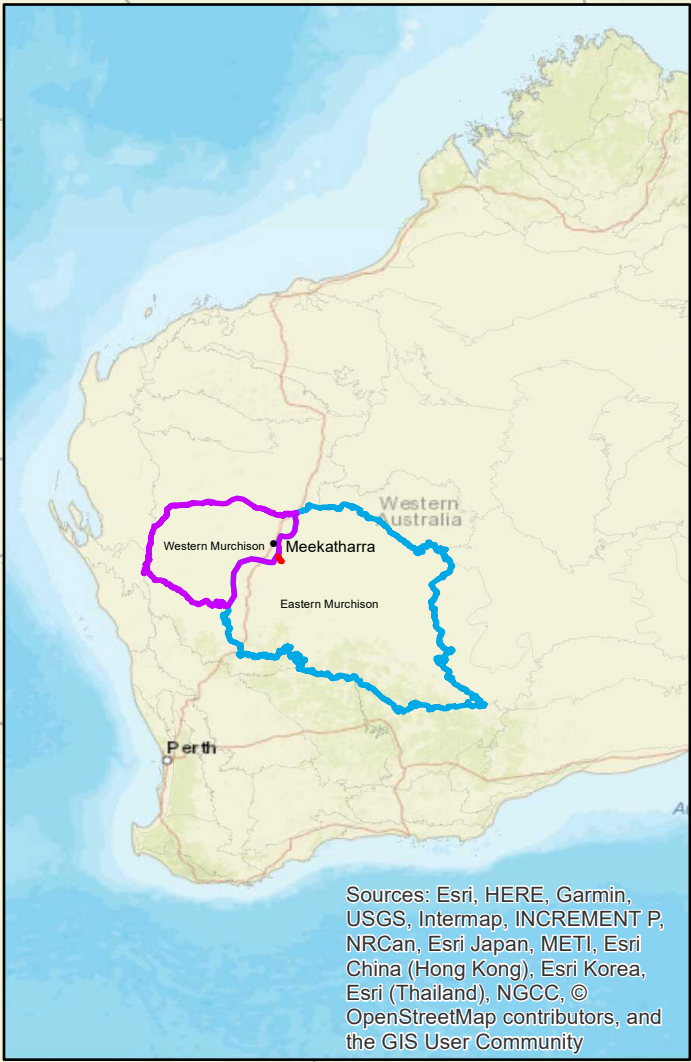 Western
Australia
Western Murchison
Meekatharra
Eastern Murchison
Perth
A
Sources: Esri, HERE, Garmin,
USGS, Intermap, INCREMENT P,
NRCan, Esri Japan, METI, Esri
China (Hong Kong), Esri Korea,
Esri (Thailand), NGCC, ©
OpenStreetMap contributors, and
the GIS User Community